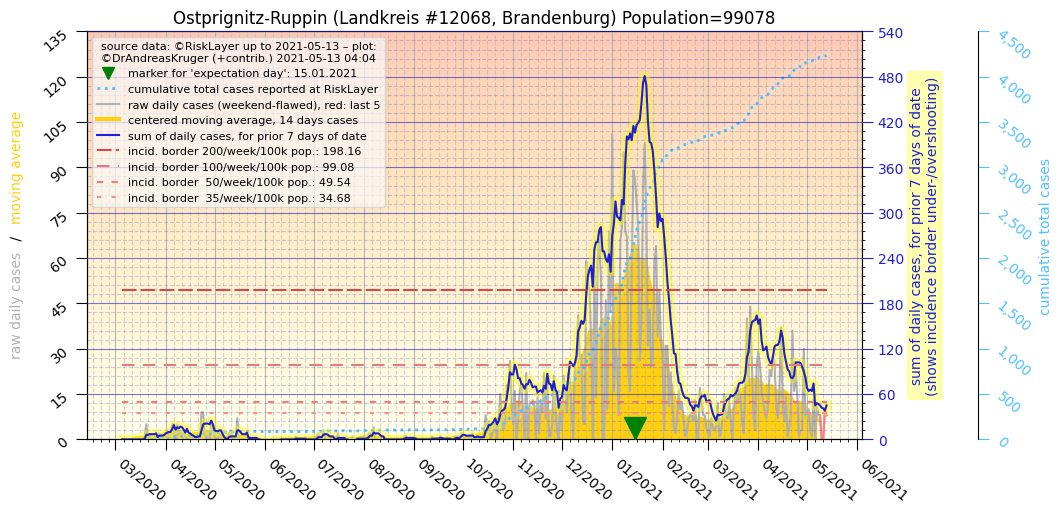 Ostprignitz-Ruppin (Landkreis #12068, Brandenburg) Population=99078
source data: ©RiskLayer up to 2021-05-13 – plot:
©DrAndreasKruger (+contrib.) 2021-05-13 04:04
marker for 'expectation day': 15.01.2021
cumulative total cases reported at RiskLayer
raw daily cases (weekend-flawed), red: last 5
centered moving average, 14 days cases
sum of daily cases, for prior 7 days of date
incid. border 200/week/100k pop.: 198.16
incid. border 100/week/100k pop.: 99.08
incid. border  50/week/100k pop.: 49.54
incid. border  35/week/100k pop.: 34.68
raw daily cases  /  moving average
135
120
105
90
75
60
45
30
15
0
03/2020
04/2020
05/2020
06/2020
07/2020
08/2020
09/2020
10/2020
11/2020
12/2020
01/2021
02/2021
03/2021
04/2021
05/2021
06/2021
540
480
420
360
300
240
180
120
60
0
sum of daily cases, for prior 7 days of date
(shows incidence border under-/overshooting)
4,500
4,000
3,500
3,000
2,500
2,000
1,500
1,000
500
0
cumulative total cases